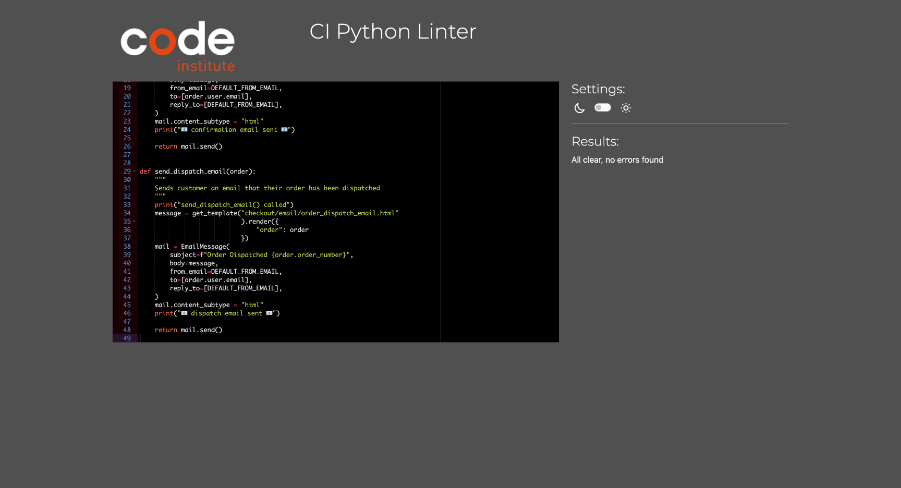 code
institute
CI Python Linter
19 from_email=DEFAULT_FROM_EMAIL,
20 to=[order.user.email],
21 reply_to=[DEFAULT_FROM_EMAIL],
22 )
23 mail.content_subtype = "html"
24 print("📧 confirmation email sent 📧")
25
26 return mail.send()
27
28
29 def send_dispatch_email(order):
30 """
31 Sends customer an email that their order has been dispatched
32 """
33 print("send_dispatch_email() called")
34 message = get_template("checkout/email/order_dispatch_email.html"
35 ).render({
36 "order": order
37 })
38 mail = EmailMessage(
39 subject=f"Order Dispatched {order.order_number}",
40 body=message,
41 from_email=DEFAULT_FROM_EMAIL,
42 to=[order.user.email],
43 reply_to=[DEFAULT_FROM_EMAIL],
44 )
45 mail.content_subtype = "html"
46 print("📧 dispatch email sent 📧")
47
48 return mail.send()
49
Settings:
Results:
All clear, no errors found